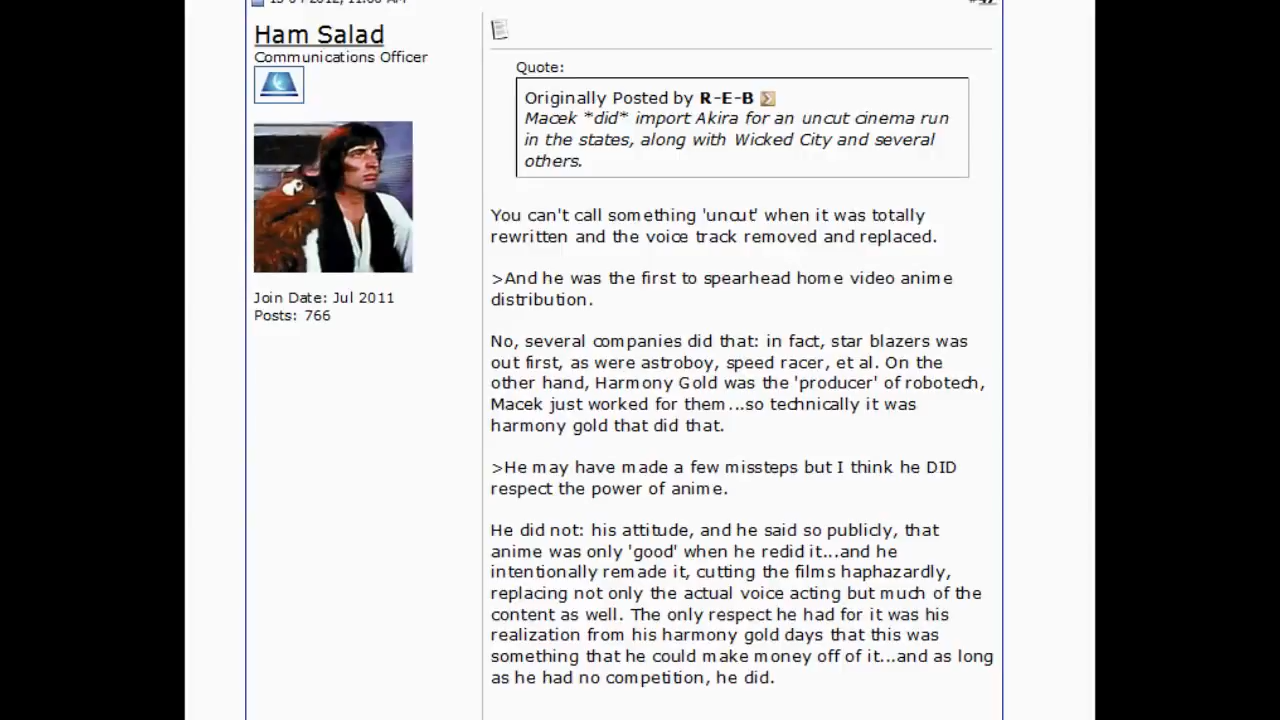 Ham Salad
Communications Officer
Join Date: Jul 2011
Posts: 766
Quote:
Originally Posted by R-E-B
Macek *did* import Akira for an uncut cinema run
in the states, along with Wicked City and several
others.
You can't call something 'uncut' when it was totally
rewritten and the voice track removed and replaced.
>And he was the first to spearhead home video anime
distribution.
No, several companies did that: in fact, star blazers was
out first, as were astroboy, speed racer, et al. On the
other hand, Harmony Gold was the 'producer' of robotech,
Macek just worked for them...so technically it was
harmony gold that did that.
>He may have made a few missteps but I think he DID
respect the power of anime.
He did not: his attitude, and he said so publicly, that
anime was only 'good' when he redid it...and he
intentionally remade it, cutting the films haphazardly,
replacing not only the actual voice acting but much of the
content as well. The only respect he had for it was his
realization from his harmony gold days that this was
something that he could make money off of it...and as long
as he had no competition, he did.